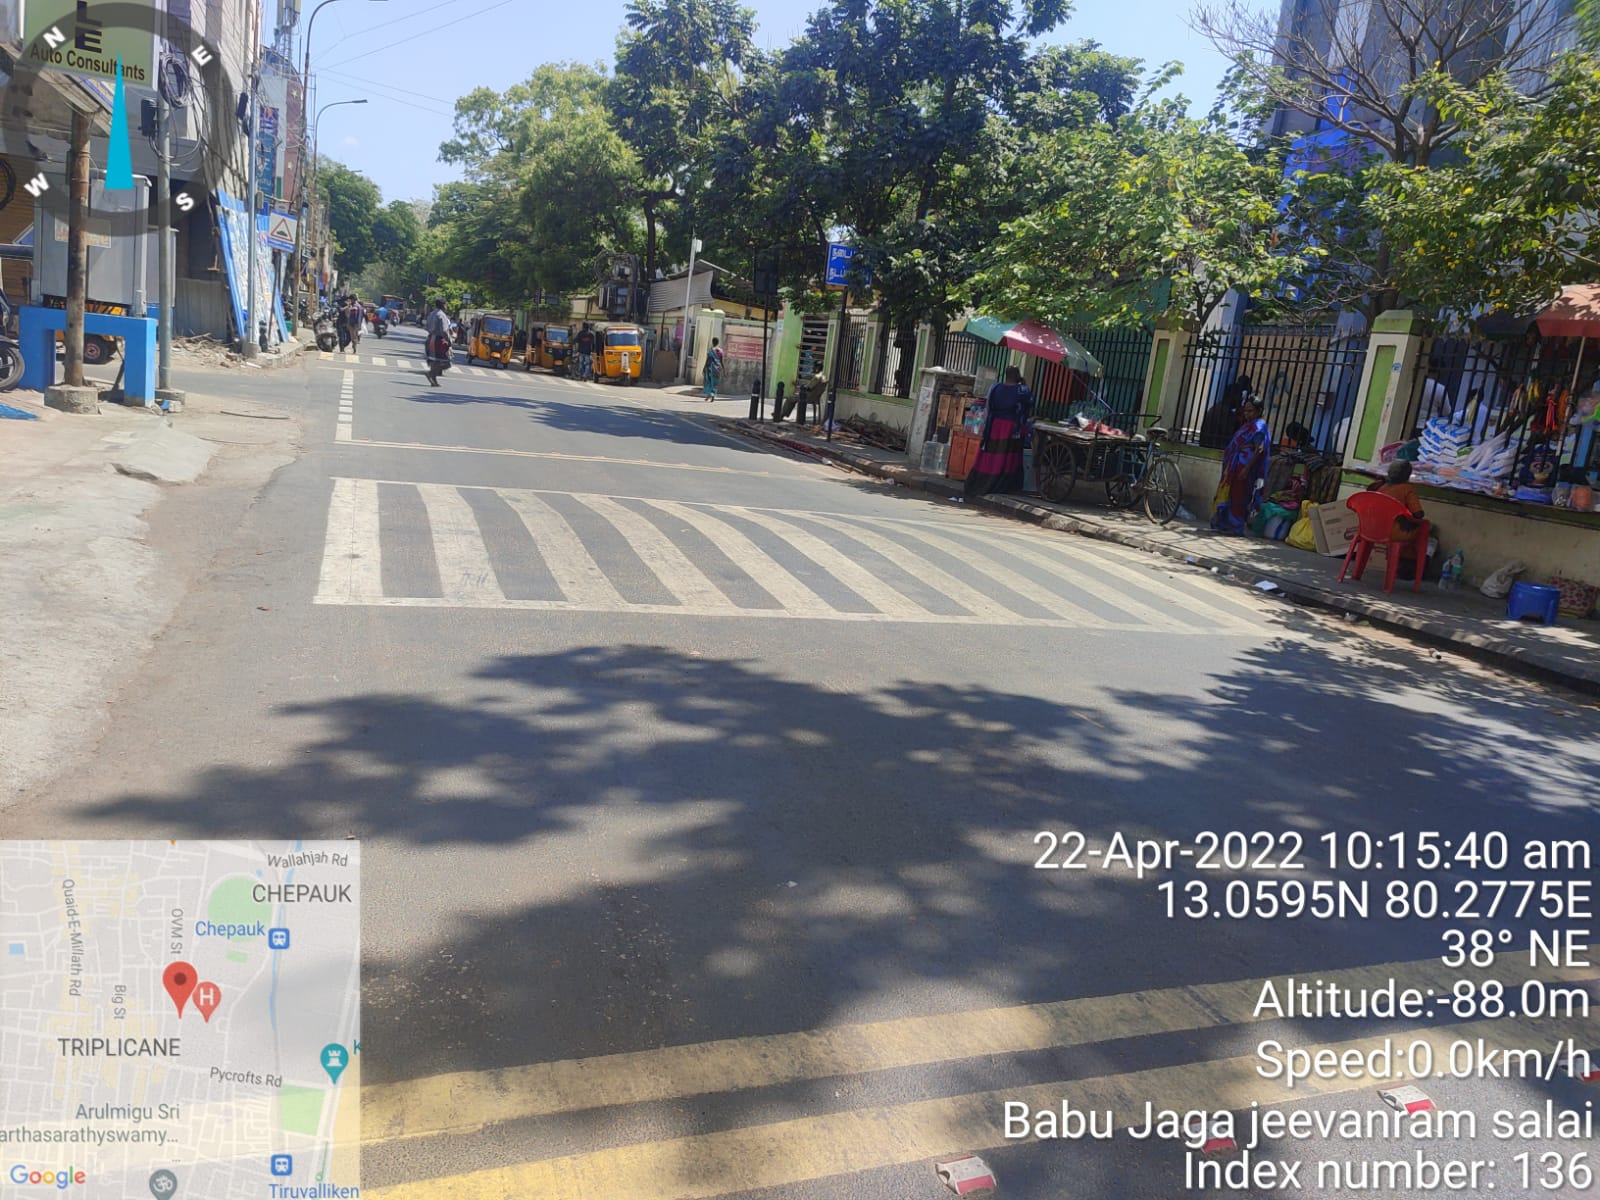 LE
Auto Consultants
N
E
W
S
Wallahjah Rd
CHEPAUK
Quaid-E-Millath Rd
OVM St
Chepauk
H
Big St
TRIPLICANE
Pycrofts Rd
K
Arulmigu Sri
arthasarathyswamy...
Google
Tiruvalliken
22-Apr-2022 10:15:40 am
13.0595N 80.2775E
38° NE
Altitude:-88.0m
Speed:0.0km/h
Babu Jaga jeevanram salai
Index number: 136